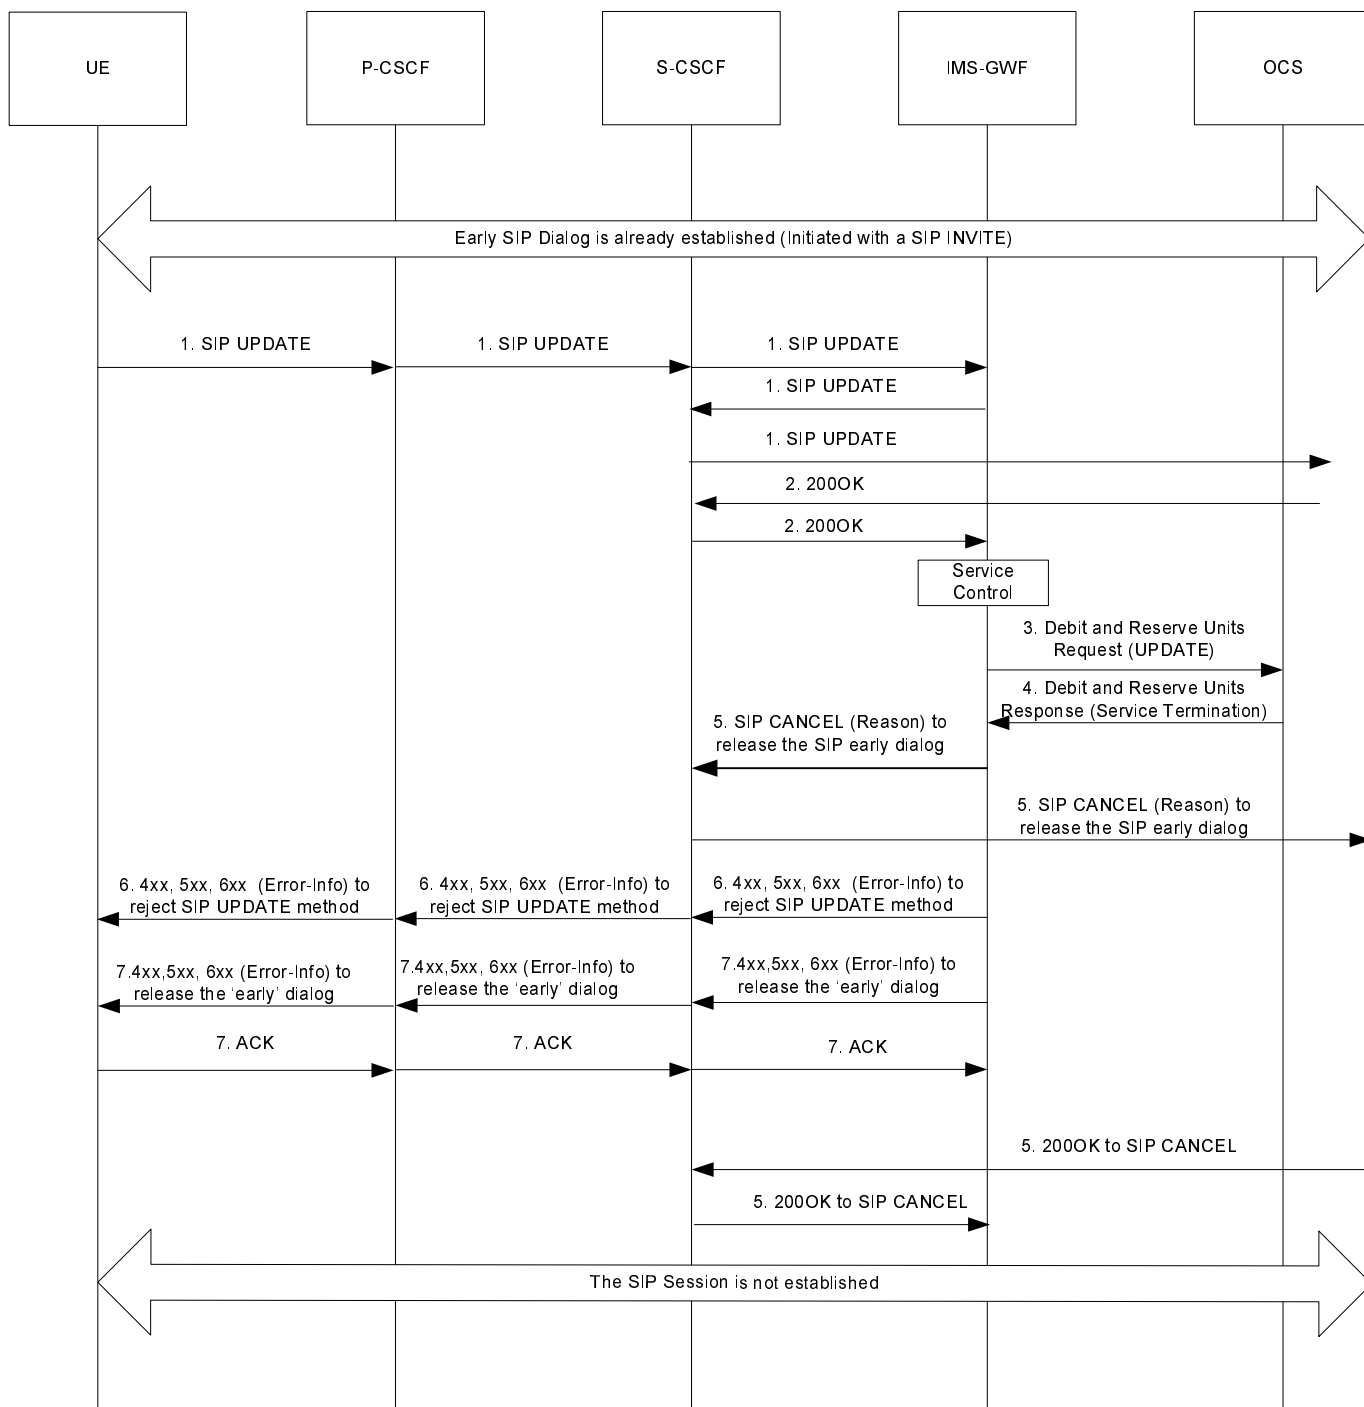 UE
P-CSCF
S-CSCF
IMS-GWF
OCS
Early SIP Dialog is already established (Initiated with a SIP INVITE)
1. SIP UPDATE
1. SIP UPDATE
1. SIP UPDATE
1. SIP UPDATE
1. SIP UPDATE
2. 200OK
2. 200OK
Service
Control
3. Debit and Reserve Units
Request (UPDATE)
4. Debit and Reserve Units
Response (Service Termination)
5. SIP CANCEL (Reason) to
release the SIP early dialog
5. SIP CANCEL (Reason) to
release the SIP early dialog
6. 4xx, 5xx, 6xx (Error-Info) to
reject SIP UPDATE method
6. 4xx, 5xx, 6xx (Error-Info) to
reject SIP UPDATE method
6. 4xx, 5xx, 6xx (Error-Info) to
reject SIP UPDATE method
7.4xx,5xx, 6xx (Error-Info) to
release the ‘early’ dialog
7.4xx,5xx, 6xx (Error-Info) to
release the ‘early’ dialog
7.4xx,5xx, 6xx (Error-Info) to
release the ‘early’ dialog
7. ACK
7. ACK
7. ACK
5. 200OK to SIP CANCEL
5. 200OK to SIP CANCEL
The SIP Session is not established